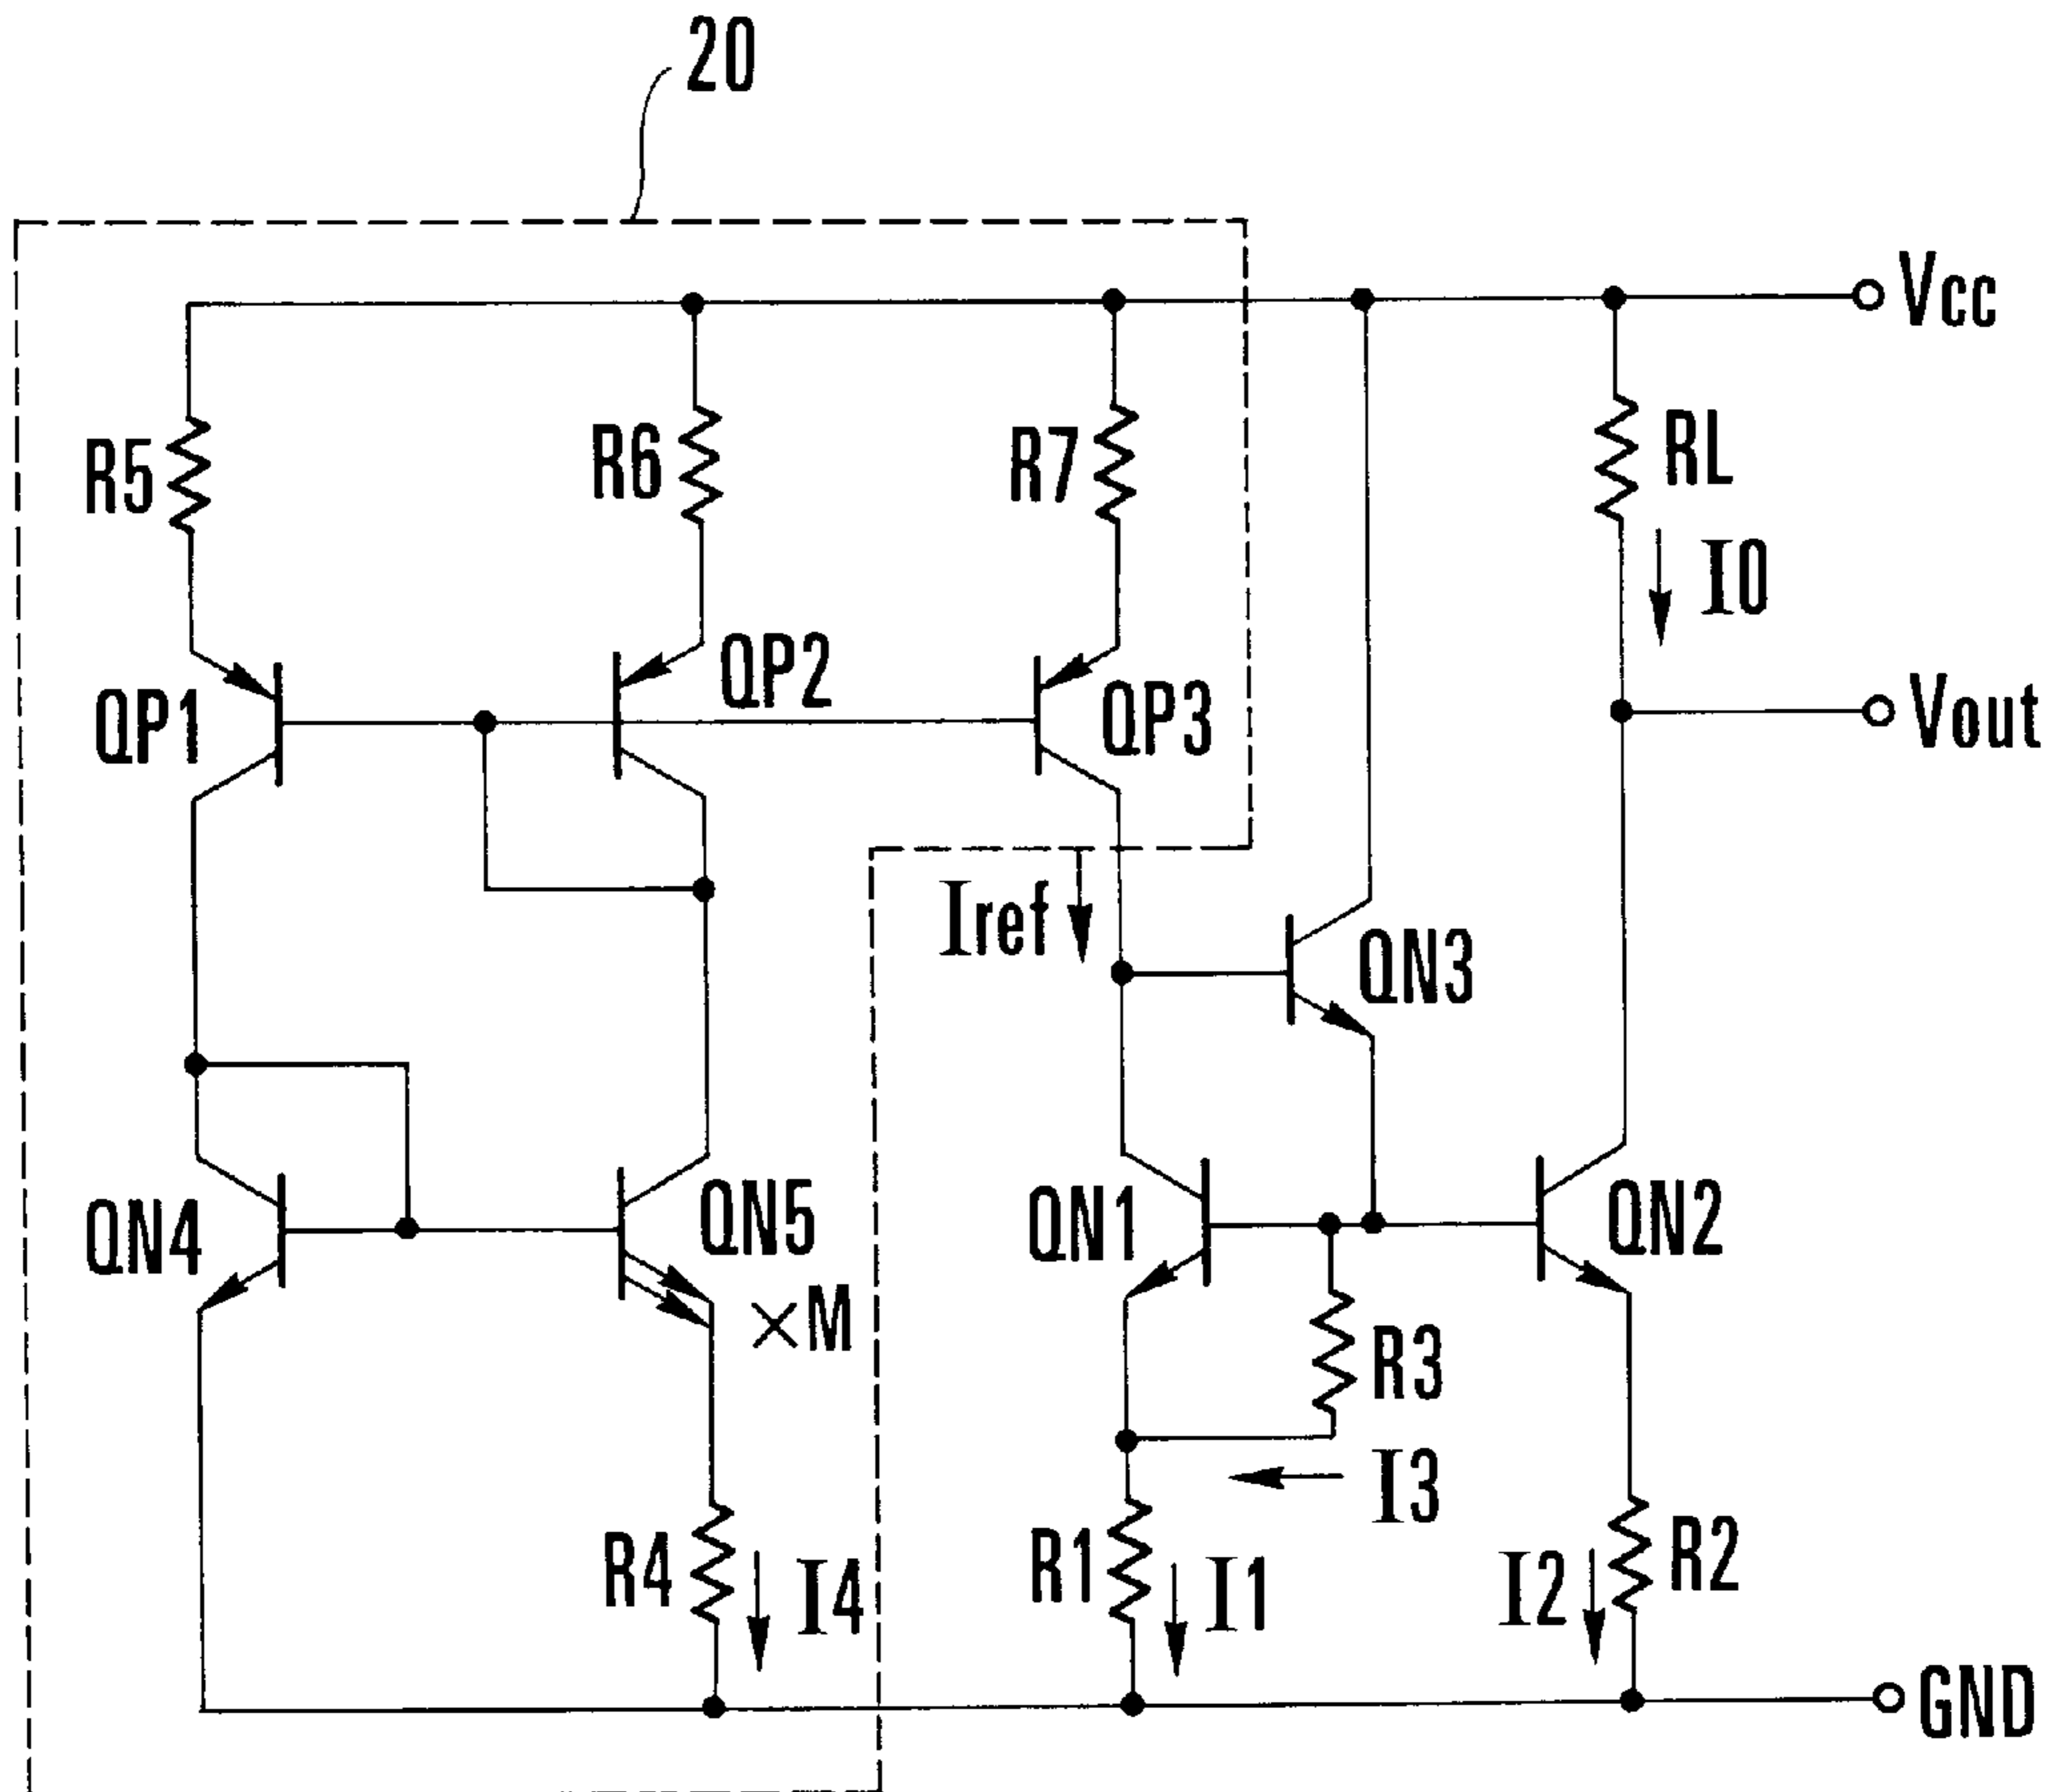 20
Vcc
R5
R6
R7
RL
I0
QP1
QP2
QP3
Vout
Iref
QN3
QN4
QN5
×M
QN1
QN2
R3
I3
R4
I4
R1
I1
I2
R2
GND